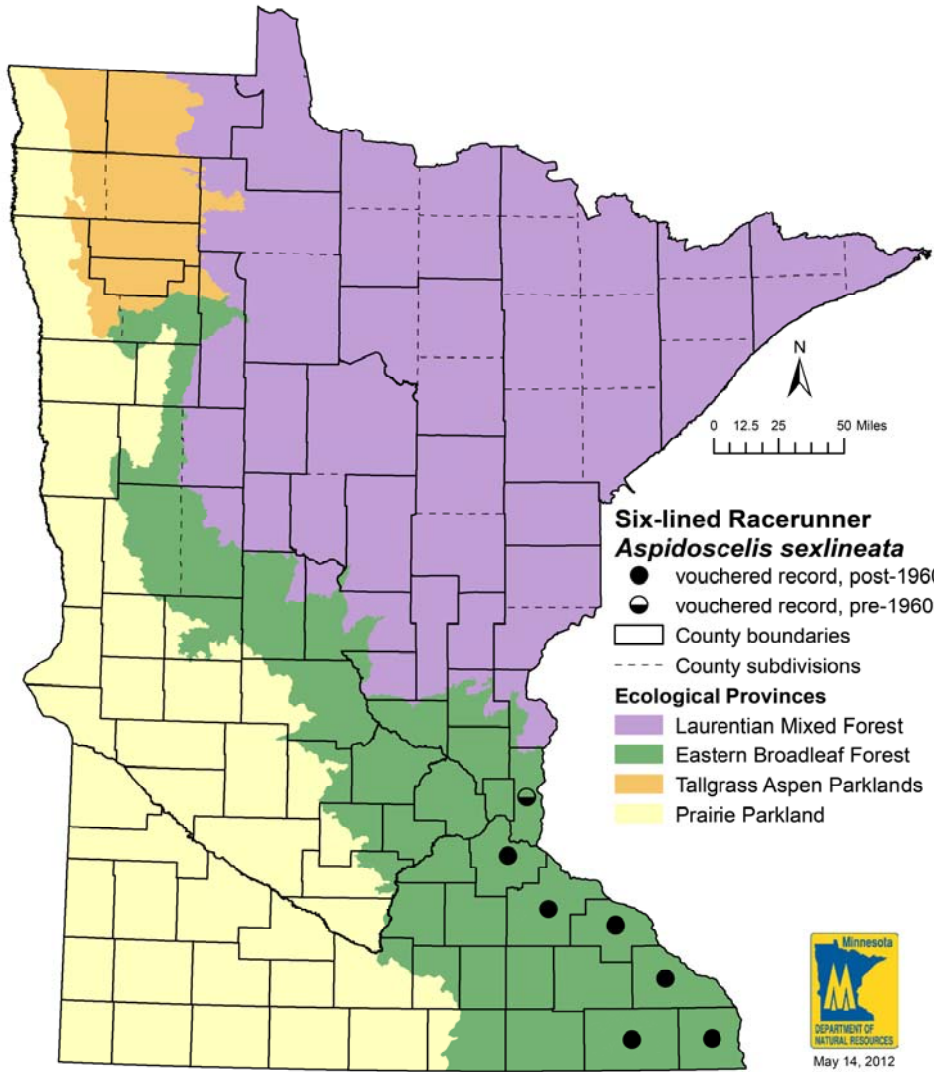 N
0 12.5 25 50 Miles
Six-lined Racerunner
Aspidoscelis sexlineata
vouchered record, post-1960
vouchered record, pre-1960
County boundaries
County subdivisions
Ecological Provinces
Laurentian Mixed Forest
Eastern Broadleaf Forest
Tallgrass Aspen Parklands
Prairie Parkland
Minnesota
M
DEPARTMENT OF
NATURAL RESOURCES
May 14, 2012